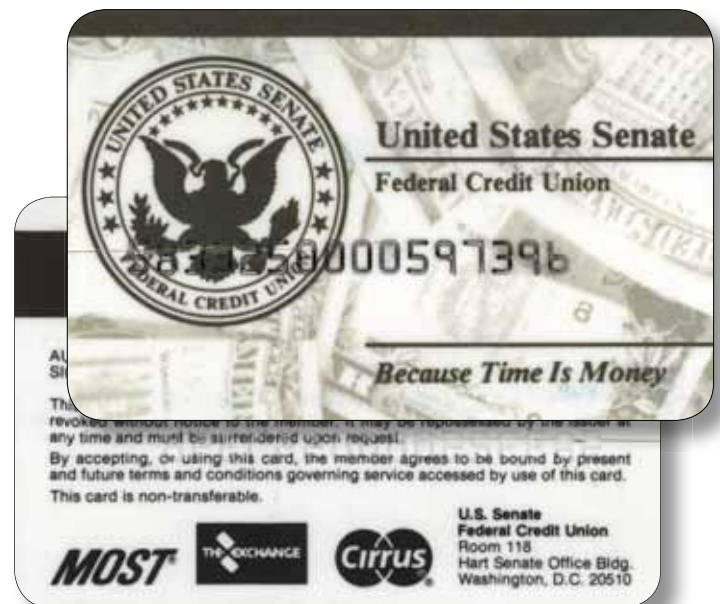 UNITED STATES SENATE
FEDERAL CREDIT UNION
United States Senate
Federal Credit Union
0000597396
Because Time Is Money
revoked without notice to the member. It may be repossessed by the issuer at
any time and must be surrendered upon request.
By accepting, or using this card, the member agrees to be bound by present
and future terms and conditions governing service accessed by use of this card.
This card is non-transferable.
MOST
THE EXCHANGE
CIRRUS
U.S. Senate
Federal Credit Union
Room 118
Hart Senate Office Bldg.
Washington, D.C. 20510